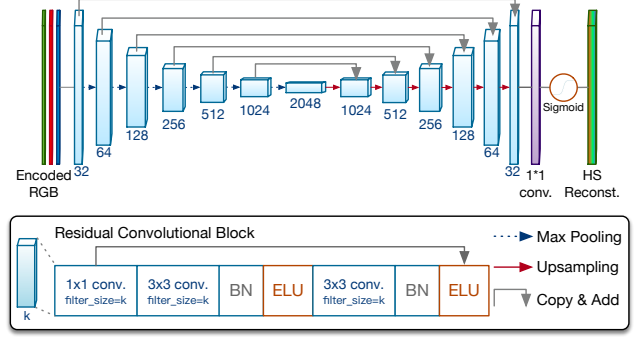 32
64
128
256
512
1024
2048
1024
512
256
128
64
32
Encoded
RGB
1*1
conv.
Sigmoid
HS
Reconst.
Residual Convolutional Block
k
1x1 conv.
filter_size=k
3x3 conv.
filter_size=k
BN
ELU
3x3 conv.
filter_size=k
BN
ELU
Max Pooling
Upsampling
Copy & Add